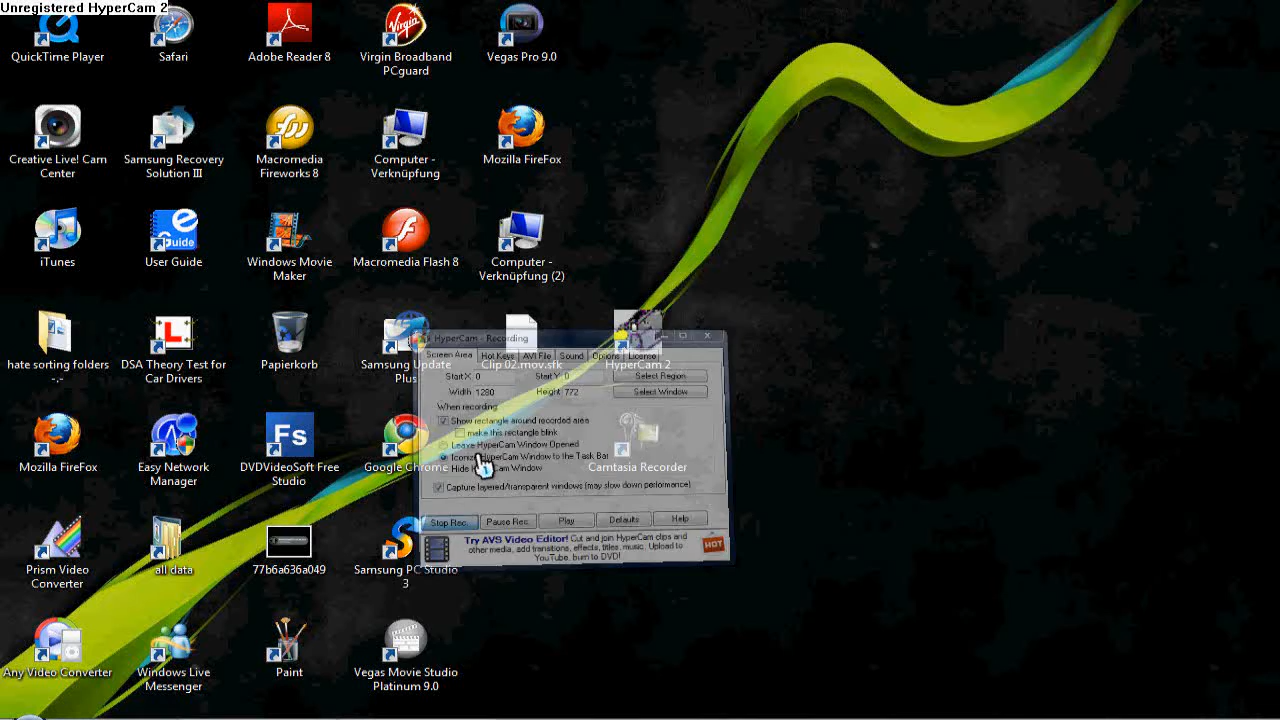 Unregistered HyperCam 2
QuickTime Player
Safari
Adobe Reader 8
Virgin Broadband
PCguard
Vegas Pro 9.0
Creative Live! Cam
Center
Samsung Recovery
Solution III
Macromedia
Fireworks 8
Computer -
Verknüpfung
Mozilla FireFox
iTunes
User Guide
Windows Movie
Maker
Macromedia Flash 8
Computer -
Verknüpfung (2)
hate sorting folders
-,-
DSA Theory Test for
Car Drivers
Papierkorb
Samsung Update
Plus
Clip 02.mov.sfk
HyperCam 2
Mozilla FireFox
Easy Network
Manager
DVDVideoSoft Free
Studio
Google Chrome
Camtasia Recorder
Prism Video
Converter
all data
77b6a636a049
Samsung PC Studio
3
Any Video Converter
Windows Live
Messenger
Paint
Vegas Movie Studio
Platinum 9.0
HyperCam - Recording
Screen Area Hot Keys AVI File Sound Options License
Start X 0 Start Y 0 Select Region
Width 1280 Height 772 Select Window
When recording:
Show rectangle around recorded area
make this rectangle blink
Leave HyperCam Window Opened
Iconize HyperCam Window to the Task Bar
Hide Cam Window
Capture layered/transparent windows (may slow down performance)
Stop Rec. Pause Rec. Play Defaults Help
Try AVS Video Editor! Cut and join HyperCam clips and
other media, add transitions, effects, titles, music. Upload to
YouTube, burn to DVD!
HOT